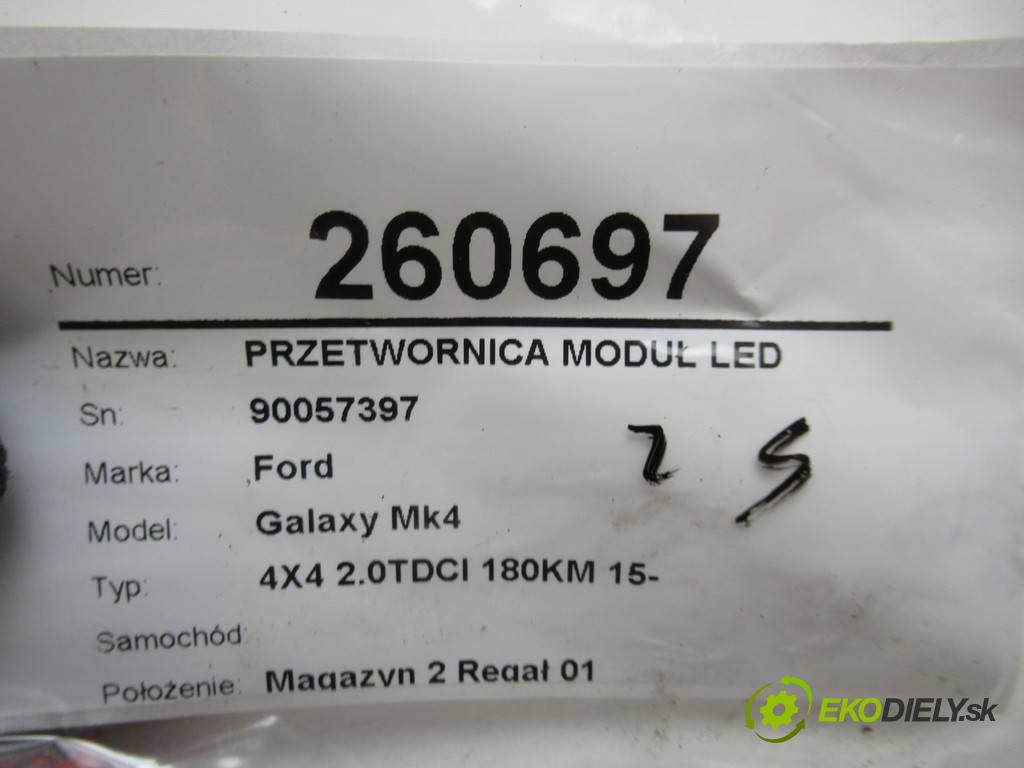 Numer: 260697
Nazwa: PRZETWORNICA MODUŁ LED
Sn: 90057397
Marka: Ford
Model: Galaxy Mk4
Typ: 4X4 2.0TDCI 180KM 15-
Samochód:
Położenie: Magazyn 2 Regał 01
EKODIELY.sk